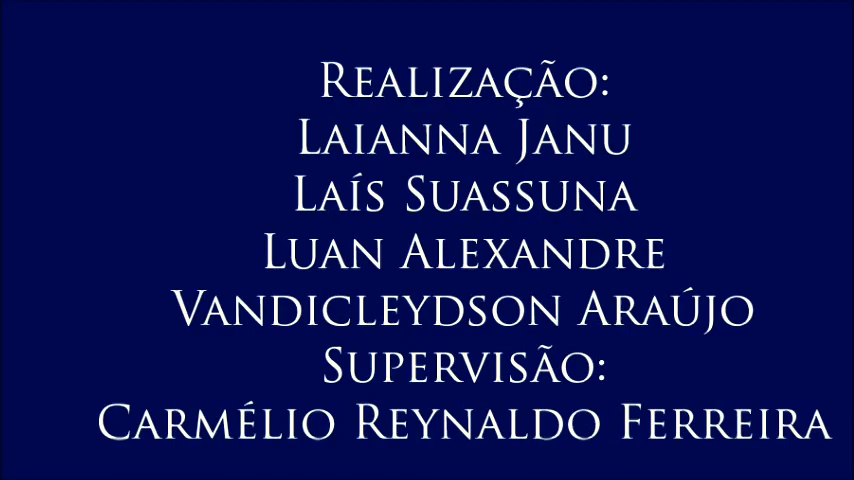 Realização:
Laianna Janu
Laís Suassuna
Luan Alexandre
Vandicleydson Araújo
Supervisão:
Carmélio Reynaldo Ferreira